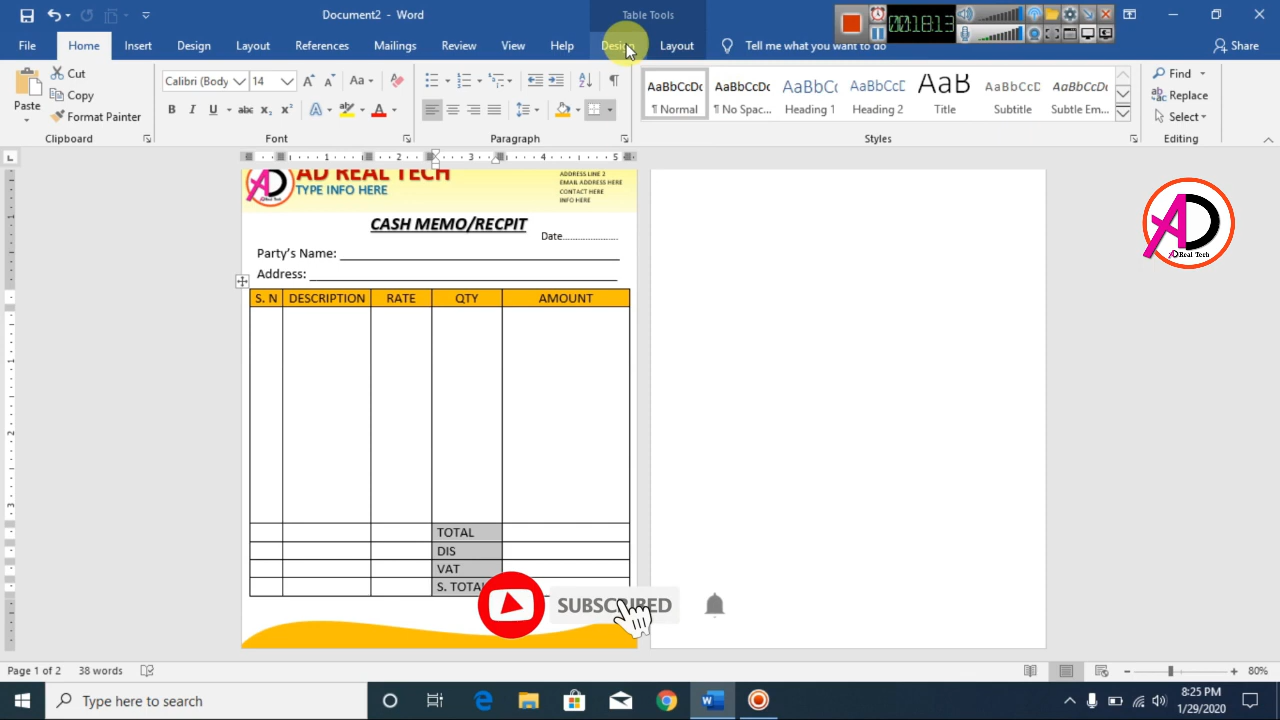 Document2 - Word
Table Tools
00:18:13
File Home Insert Design Layout References Mailings Review View Help Design Layout Tell me what you want to do Share
Paste
Cut
Copy
Format Painter
Clipboard
Calibri (Body 14
Font
Paragraph
AaBbCcDc ¶ Normal
AaBbCcDc ¶ No Spac...
AaBbCc Heading 1
AaBbCcD Heading 2
AaB Title
AaBbCcD Subtitle
AaBbCcD Subtle Em...
Styles
Find
Replace
Select
Editing
AD REAL TECH
TYPE INFO HERE
ADDRESS LINE 2
EMAIL ADDRESS HERE
CONTACT HERE
INFO HERE
CASH MEMO/RECPIT
Date......................
Party's Name:
Address:
S. N DESCRIPTION RATE QTY AMOUNT
TOTAL
DIS
VAT
S. TOTAL
SUBSCRIBED
AD Real Tech
Page 1 of 2 38 words 80%
Type here to search
8:25 PM
1/29/2020